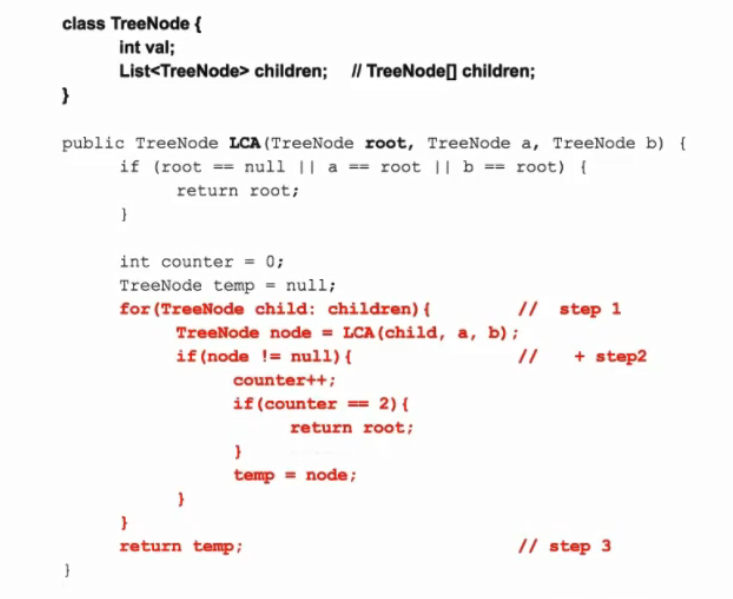 class TreeNode {
int val;
List<TreeNode> children;    // TreeNode[] children;
}
public TreeNode LCA(TreeNode root, TreeNode a, TreeNode b) {
if (root == null || a == root || b == root) {
return root;
}
int counter = 0;
TreeNode temp = null;
for(TreeNode child: children){    //  step 1
TreeNode node = LCA(child, a, b);
if(node != null){    //   + step2
counter++;
if(counter == 2){
return root;
}
temp = node;
}
}
return temp;    // step 3
}